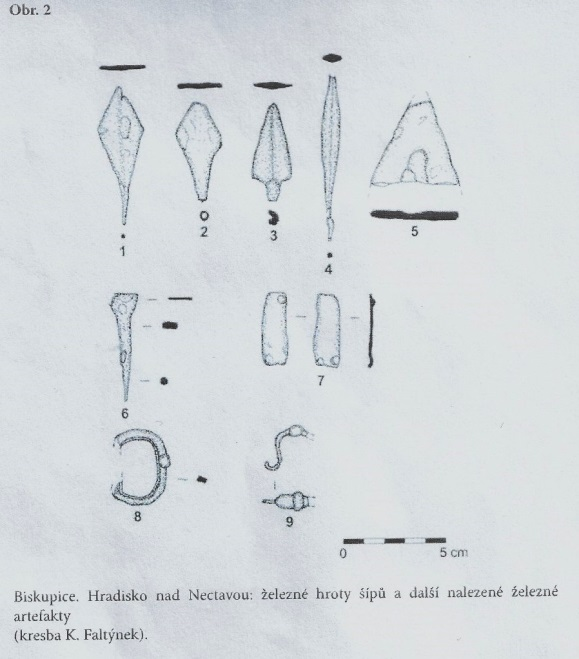 Obr. 2
1
2
3
4
5
6
7
8
9
0 5 cm
Biskupice. Hradisko nad Nectavou: železné hroty šípů a další nalezené železné
artefakty
(kresba K. Faltýnek).